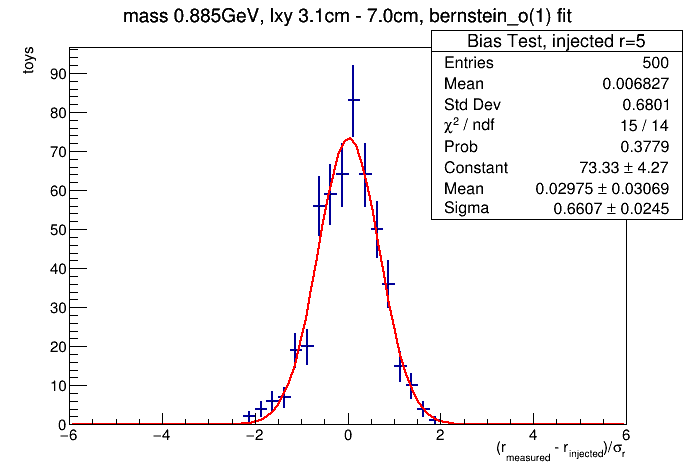 mass 0.885GeV, lxy 3.1cm - 7.0cm, bernstein_o(1) fit
toys
Bias Test, injected r=5
Entries 500
Mean 0.006827
Std Dev 0.6801
χ² / ndf 15 / 14
Prob 0.3779
Constant 73.33 ± 4.27
Mean 0.02975 ± 0.03069
Sigma 0.6607 ± 0.0245
90
80
70
60
50
40
30
20
10
0
−6 −4 −2 0 2 4 6
(r_measured - r_injected)/σ_r